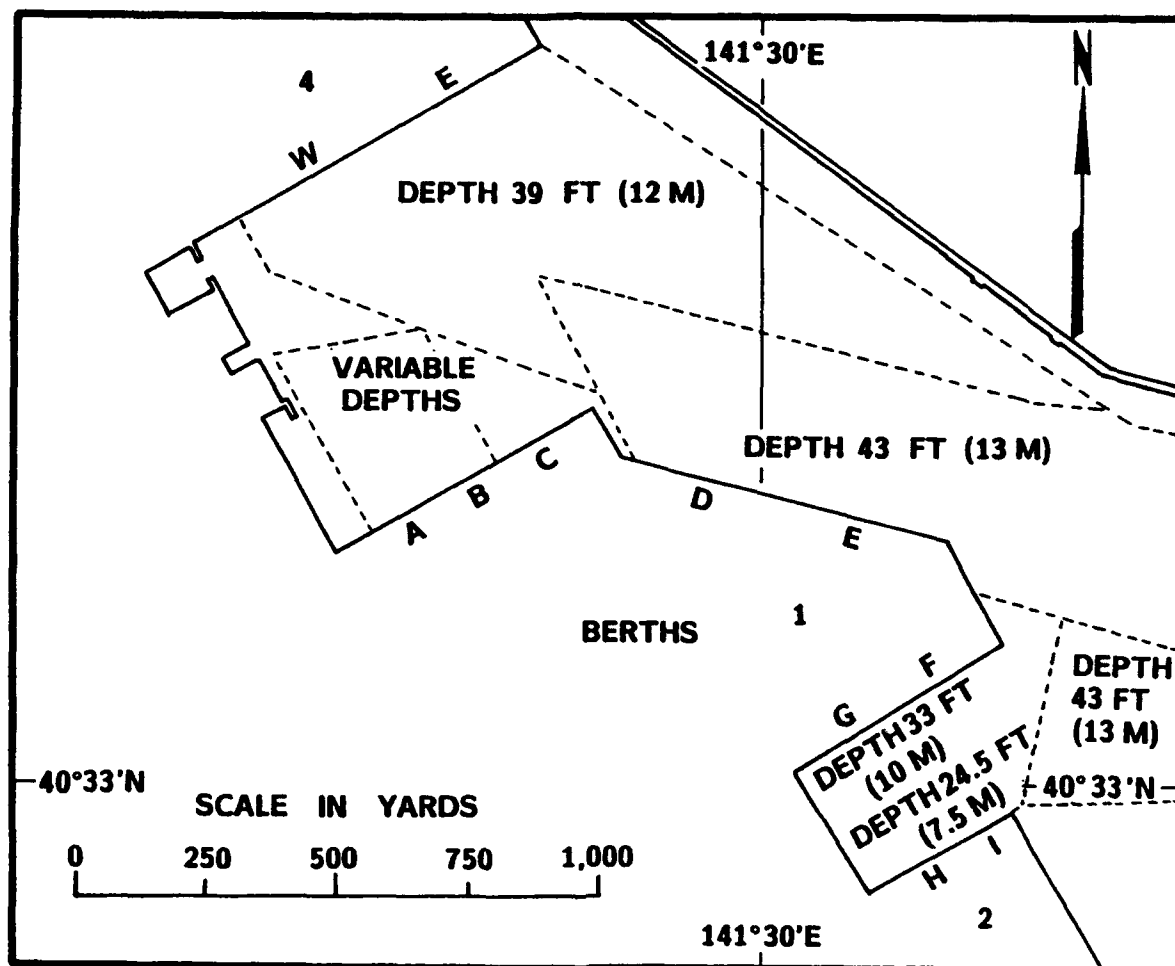 141°30'E
N
4
E
W
DEPTH 39 FT (12 M)
VARIABLE
DEPTHS
DEPTH 43 FT (13 M)
C
B
A
D
E
1
BERTHS
F
G
DEPTH
43 FT
(13 M)
DEPTH 33 FT
(10 M)
DEPTH 24.5 FT
(7.5 M)
40°33'N
40°33'N
SCALE IN YARDS
0 250 500 750 1,000
I
H
2
141°30'E